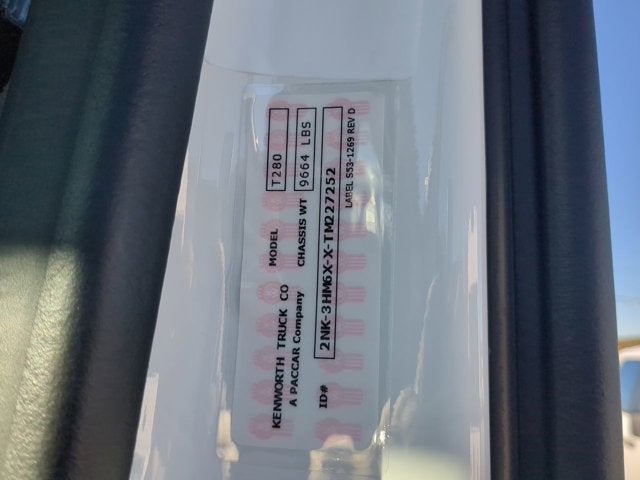 KENWORTH TRUCK CO MODEL T280
A PACCAR Company CHASSIS WT 9664 LBS
ID# 2NK-3HM6X-X-TM227252
LABEL S53-1269 REV D